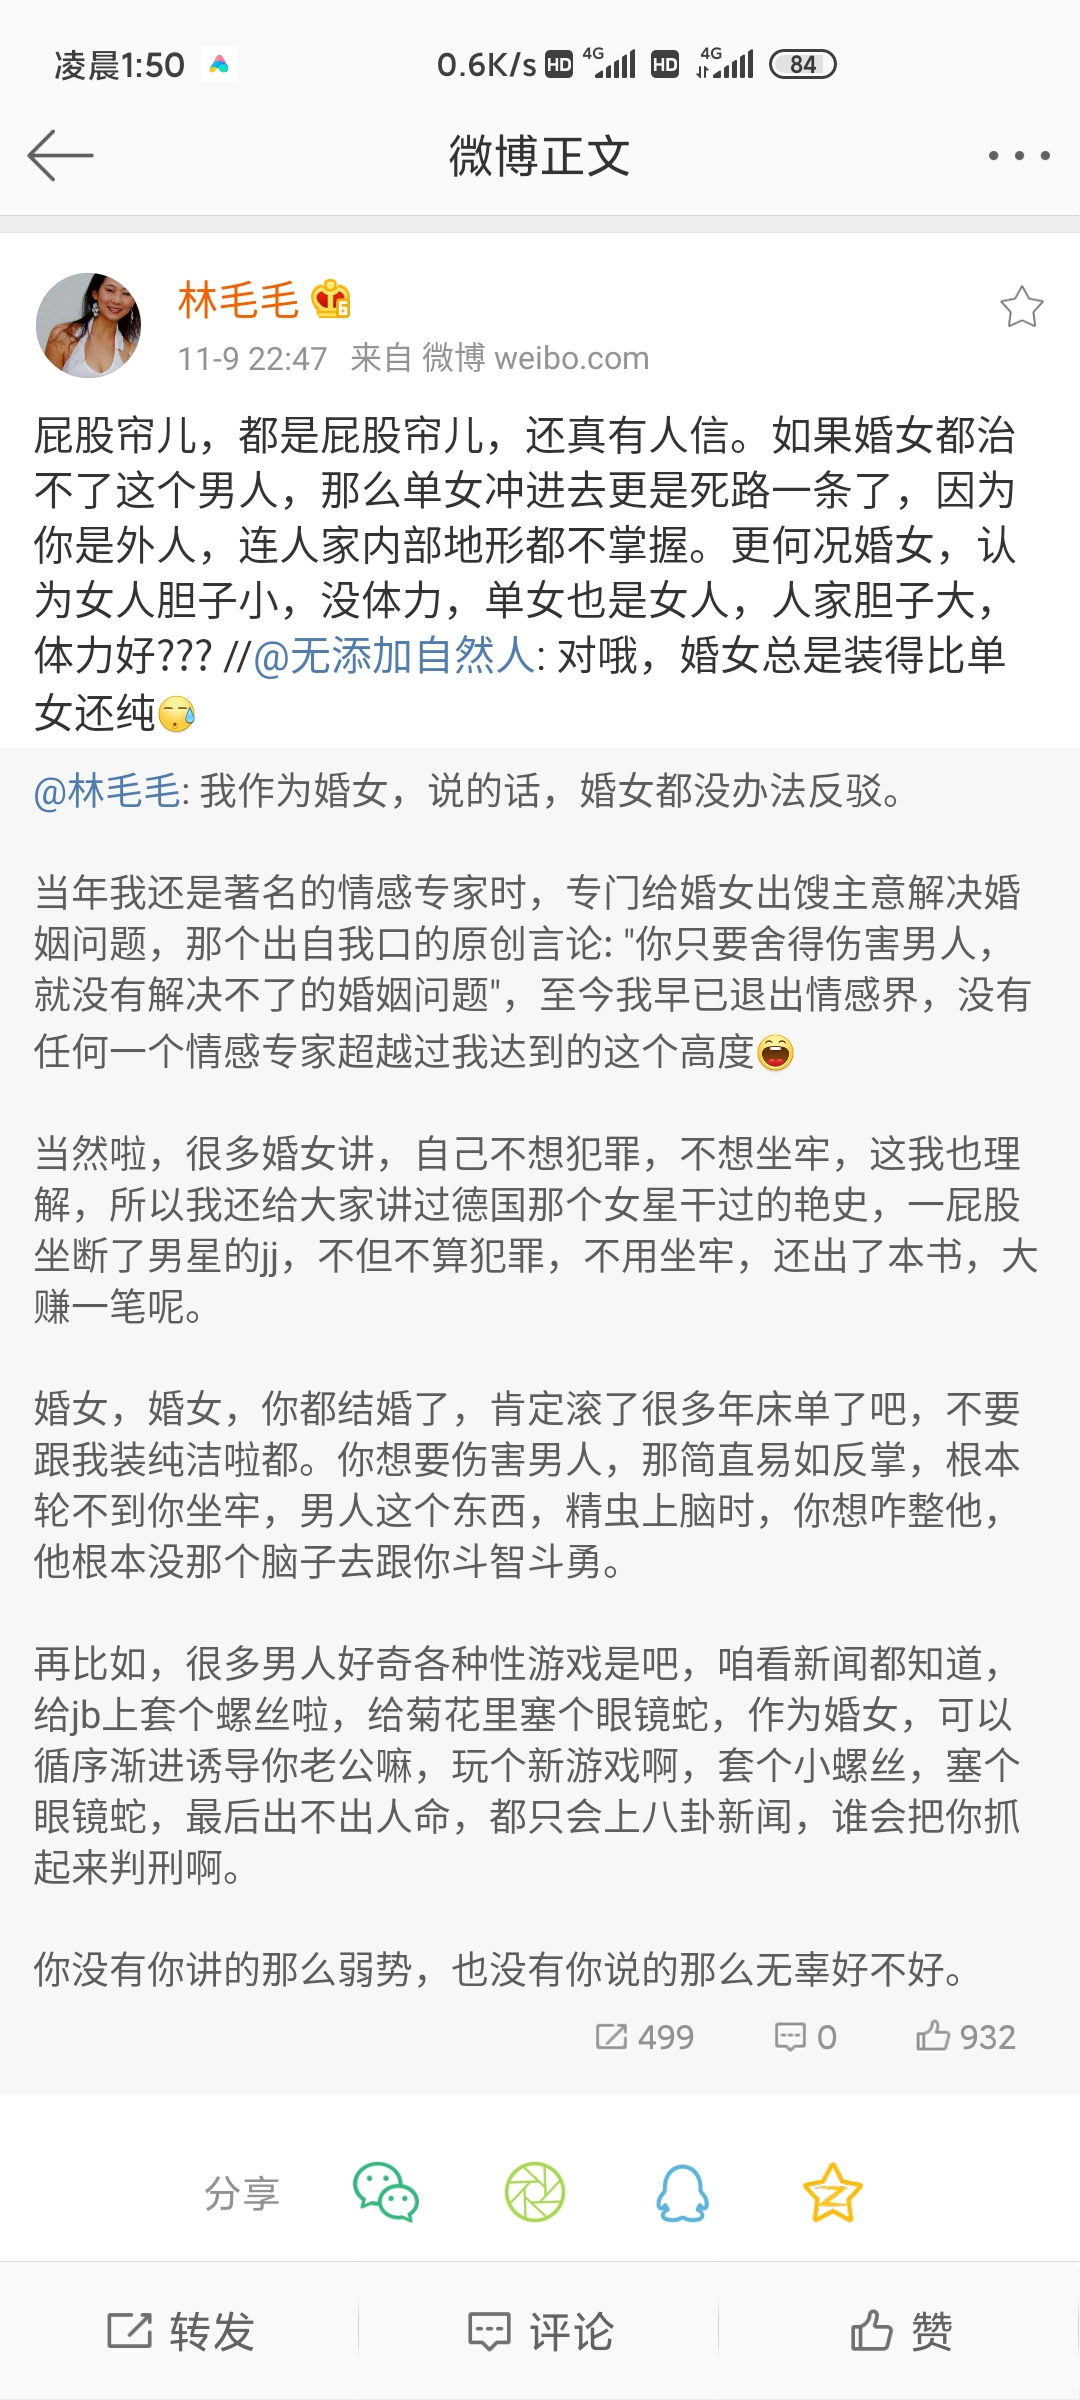 凌晨1:50
0.6K/s HD 4G HD 4G 84
微博正文
林毛毛 6
11-9 22:47 来自 微博 weibo.com
屁股帘儿，都是屁股帘儿，还真有人信。如果婚女都治
不了这个男人，那么单女冲进去更是死路一条了，因为
你是外人，连人家内部地形都不掌握。更何况婚女，认
为女人胆子小，没体力，单女也是女人，人家胆子大，
体力好??? //@无添加自然人: 对哦，婚女总是装得比单
女还纯
@林毛毛: 我作为婚女，说的话，婚女都没办法反驳。
当年我还是著名的情感专家时，专门给婚女出馊主意解决婚
姻问题，那个出自我口的原创言论: "你只要舍得伤害男人，
就没有解决不了的婚姻问题"，至今我早已退出情感界，没有
任何一个情感专家超越过我达到的这个高度
当然啦，很多婚女讲，自己不想犯罪，不想坐牢，这我也理
解，所以我还给大家讲过德国那个女星干过的艳史，一屁股
坐断了男星的jj，不但不算犯罪，不用坐牢，还出了本书，大
赚一笔呢。
婚女，婚女，你都结婚了，肯定滚了很多年床单了吧，不要
跟我装纯洁啦都。你想要伤害男人，那简直易如反掌，根本
轮不到你坐牢，男人这个东西，精虫上脑时，你想咋整他，
他根本没那个脑子去跟你斗智斗勇。
再比如，很多男人好奇各种性游戏是吧，咱看新闻都知道，
给jb上套个螺丝啦，给菊花里塞个眼镜蛇，作为婚女，可以
循序渐进诱导你老公嘛，玩个新游戏啊，套个小螺丝，塞个
眼镜蛇，最后出不出人命，都只会上八卦新闻，谁会把你抓
起来判刑啊。
你没有你讲的那么弱势，也没有你说的那么无辜好不好。
499 0 932
分享
转发 评论 赞